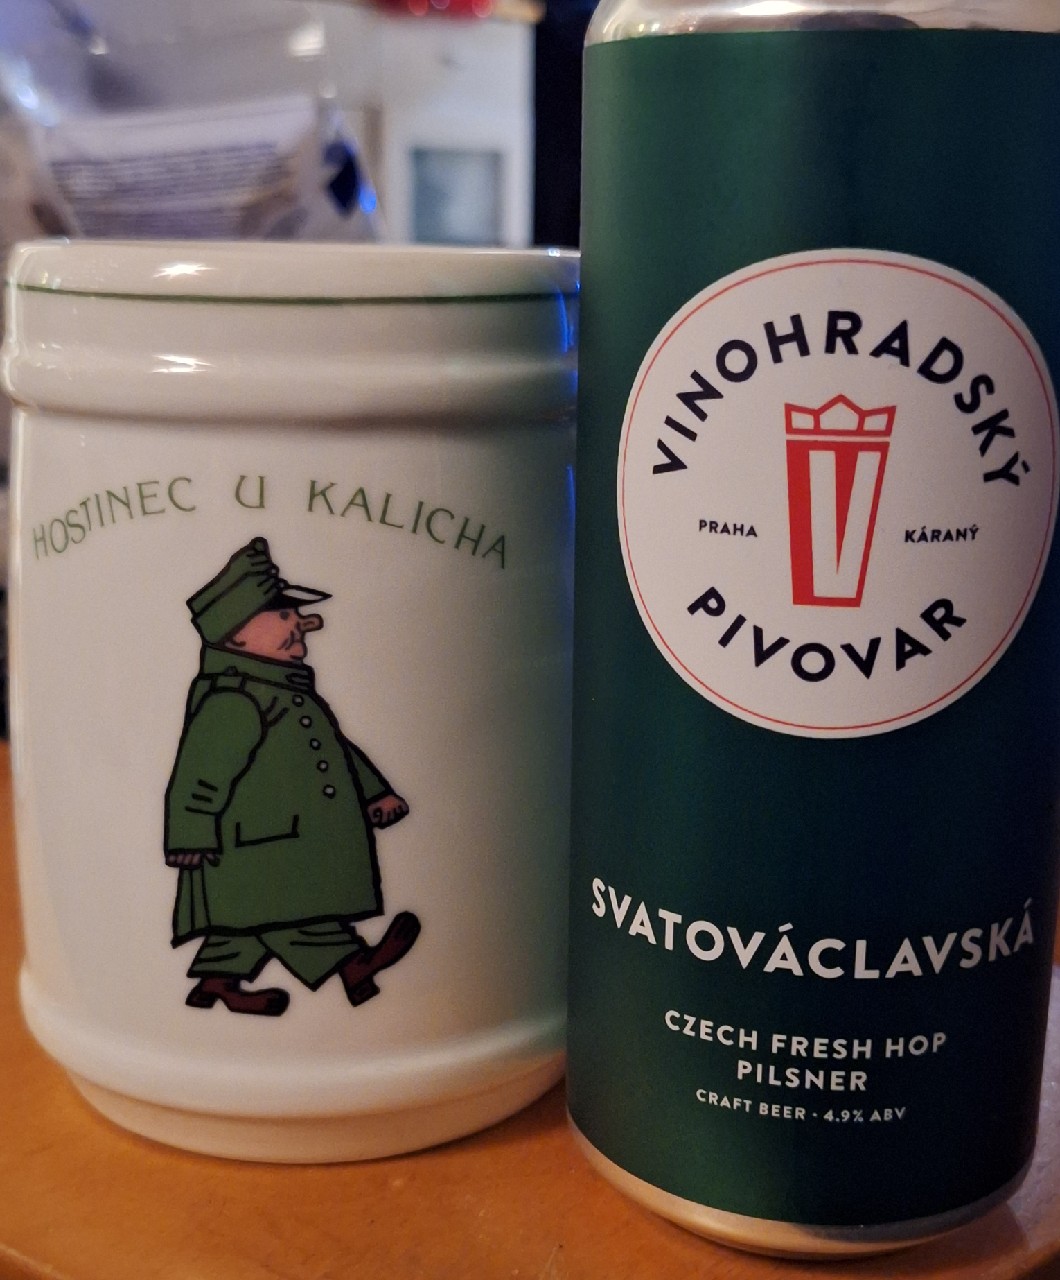 HOSTINEC U KALICHA
VINOHRADSKÝ
PRAHA KÁRANÝ
PIVOVAR
SVATOVÁCLAVSKÁ
CZECH FRESH HOP
PILSNER
CRAFT BEER · 4.9% ABV